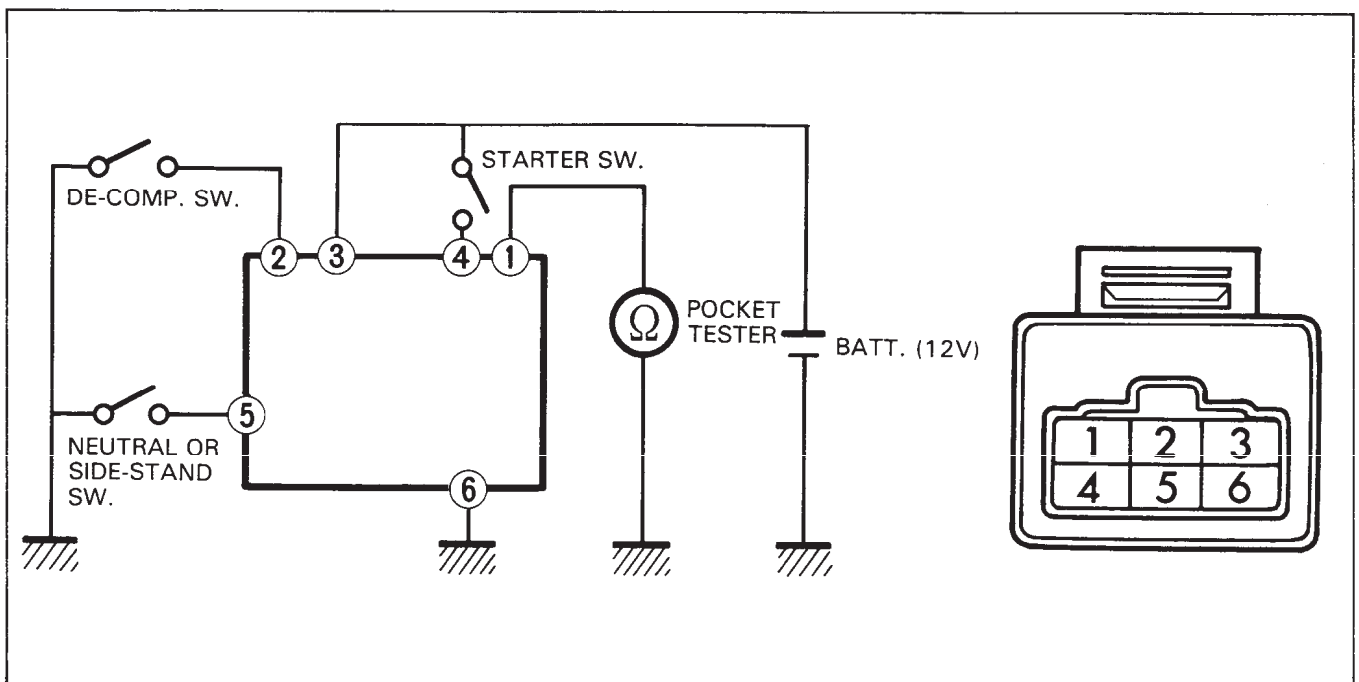 STARTER SW.
DE-COMP. SW.
2 3 4 1
Ω
POCKET
TESTER
BATT. (12V)
5
NEUTRAL OR
SIDE-STAND
SW.
6
1 2 3
4 5 6